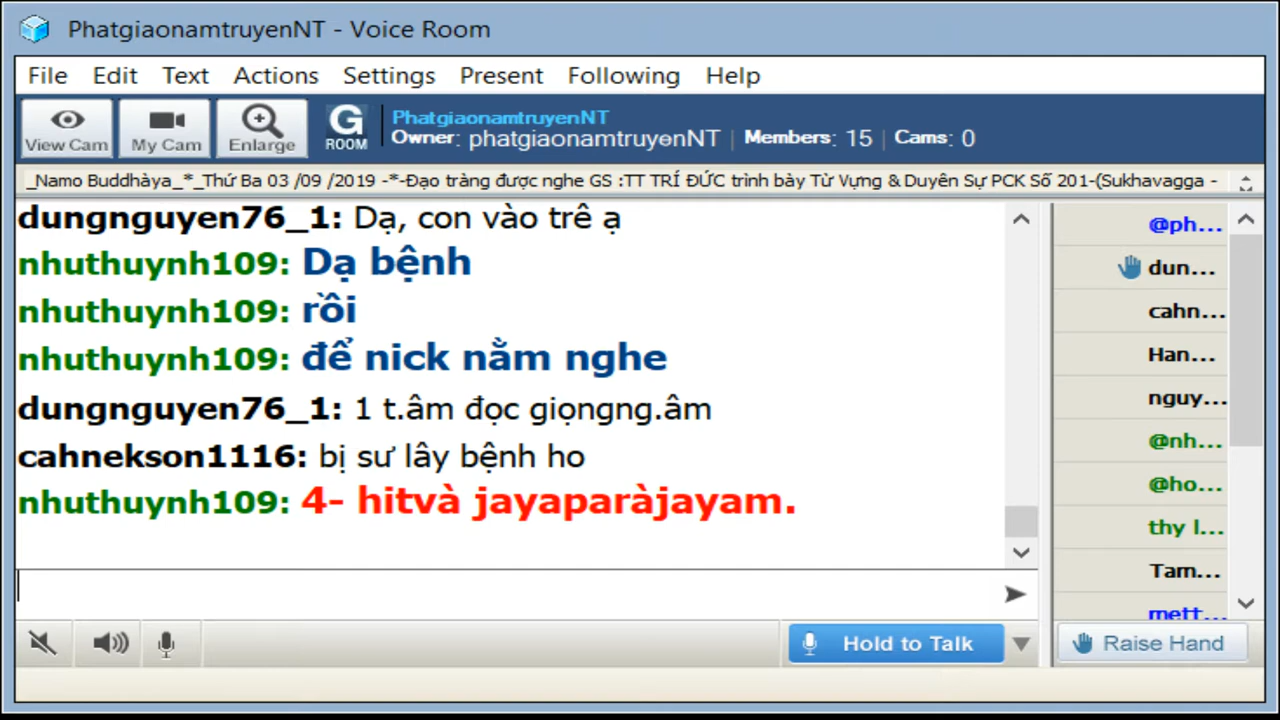 PhatgiaonamtruyenNT - Voice Room
File Edit Text Actions Settings Present Following Help
View Cam My Cam Enlarge G ROOM
PhatgiaonamtruyenNT
Owner: phatgiaonamtruyenNT | Members: 15 | Cams: 0
_Namo Buddhàya_*_Thứ Ba 03 /09 /2019 -*-Đạo tràng được nghe GS :TT TRÍ ĐỨC trình bày Từ Vựng & Duyên Sự PCK Số 201-(Sukhavagga -
dungnguyen76_1: Dạ, con vào trê ạ
nhuthuynh109: Dạ bệnh
nhuthuynh109: rồi
nhuthuynh109: để nick nằm nghe
dungnguyen76_1: 1 t.âm đọc giọngng.âm
cahnekson1116: bị sư lây bệnh ho
nhuthuynh109: 4- hitvà jayaparàjayam.
@ph...
dun...
cahn...
Han...
nguy...
@nh...
@ho...
thy l...
Tam...
mett...
Hold to Talk
Raise Hand